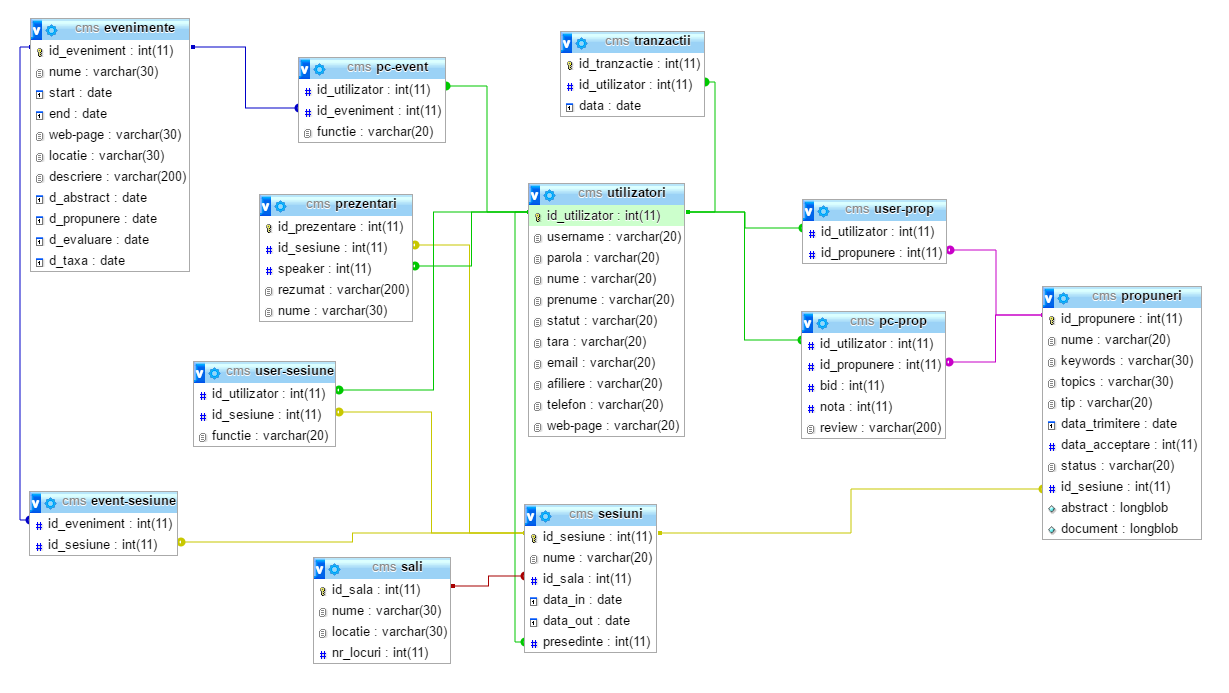 cms evenimente
id_eveniment : int(11)
nume : varchar(30)
start : date
end : date
web-page : varchar(30)
locatie : varchar(30)
descriere : varchar(200)
d_abstract : date
d_propunere : date
d_evaluare : date
d_taxa : date
cms pc-event
id_utilizator : int(11)
id_eveniment : int(11)
functie : varchar(20)
cms tranzactii
id_tranzactie : int(11)
id_utilizator : int(11)
data : date
cms prezentari
id_prezentare : int(11)
id_sesiune : int(11)
speaker : int(11)
rezumat : varchar(200)
nume : varchar(30)
cms utilizatori
id_utilizator : int(11)
username : varchar(20)
parola : varchar(20)
nume : varchar(20)
prenume : varchar(20)
statut : varchar(20)
tara : varchar(20)
email : varchar(20)
afiliere : varchar(20)
telefon : varchar(20)
web-page : varchar(20)
cms user-prop
id_utilizator : int(11)
id_propunere : int(11)
cms pc-prop
id_utilizator : int(11)
id_propunere : int(11)
bid : int(11)
nota : int(11)
review : varchar(200)
cms propuneri
id_propunere : int(11)
nume : varchar(20)
keywords : varchar(30)
topics : varchar(30)
tip : varchar(20)
data_trimitere : date
data_acceptare : int(11)
status : varchar(20)
id_sesiune : int(11)
abstract : longblob
document : longblob
cms user-sesiune
id_utilizator : int(11)
id_sesiune : int(11)
functie : varchar(20)
cms event-sesiune
id_eveniment : int(11)
id_sesiune : int(11)
cms sali
id_sala : int(11)
nume : varchar(30)
locatie : varchar(30)
nr_locuri : int(11)
cms sesiuni
id_sesiune : int(11)
nume : varchar(20)
id_sala : int(11)
data_in : date
data_out : date
presedinte : int(11)